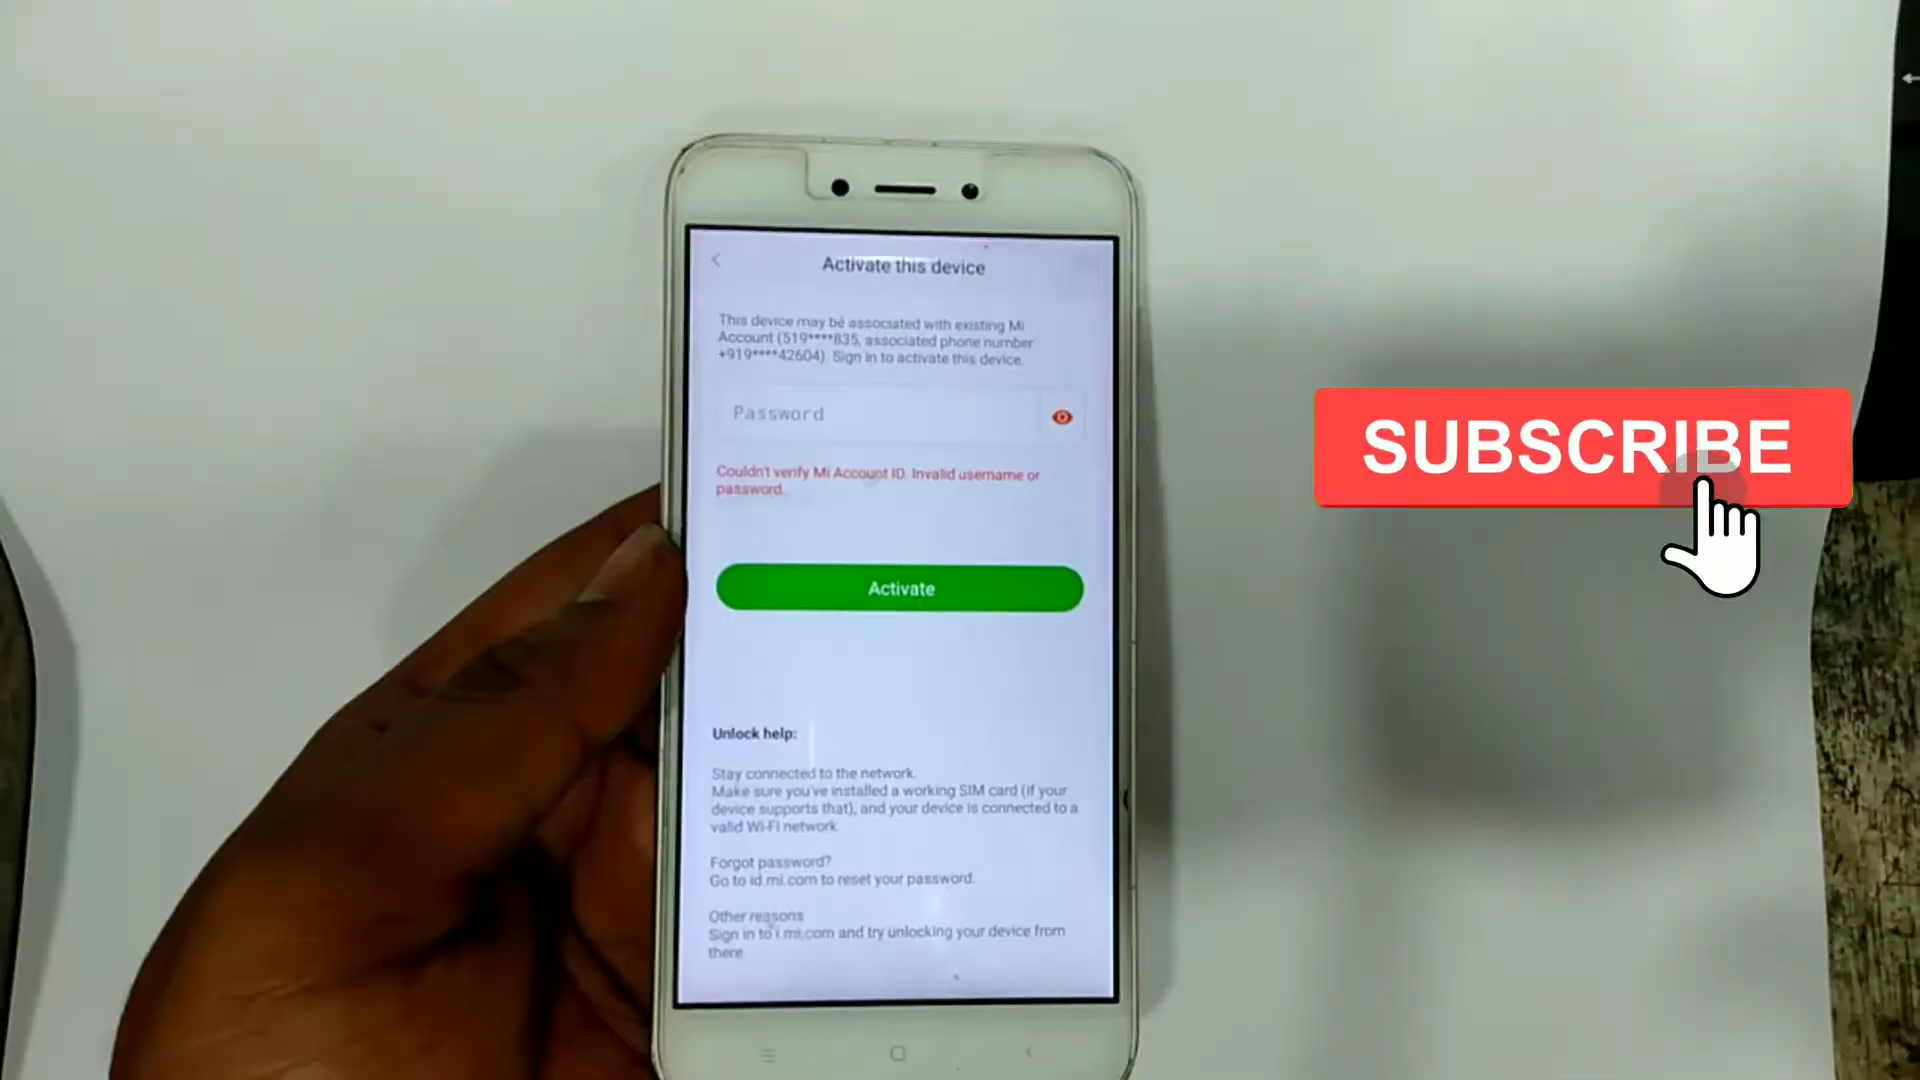 Activate this device
This device may be associated with existing Mi
Account (519****835, associated phone number
+919****42604). Sign in to activate this device.
Password
Couldn't verify Mi Account ID. Invalid username or
password.
SUBSCRIBE
Activate
Unlock help:
Stay connected to the network.
Make sure you've installed a working SIM card (if your
device supports that), and your device is connected to a
valid Wi-Fi network.
Forgot password?
Go to id.mi.com to reset your password.
Other reasons
Sign in to i.mi.com and try unlocking your device from
there